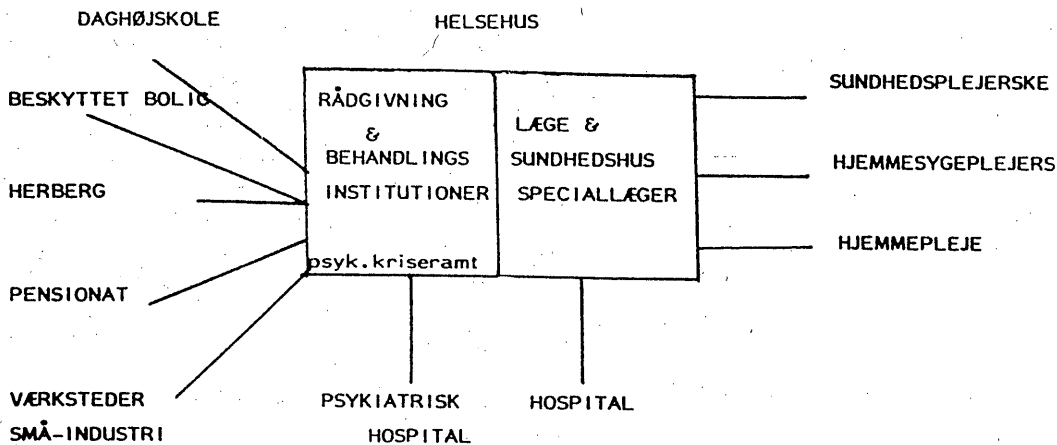 DAGHØJSKOLE
HELSEHUS
BESKYTTET BOLIG
HERBERG
PENSIONAT
VÆRKSTEDER
SMÅ-INDUSTRI
RÅDGIVNING
&
BEHANDLINGS
INSTITUTIONER
psyk.kriseramt
LÆGE &
SUNDHEDSHUS
SPECIALLÆGER
SUNDHEDSPLEJERSKE
HJEMMESYGEPLEJERS
HJEMMEPLEJE
PSYKIATRISK
HOSPITAL
HOSPITAL